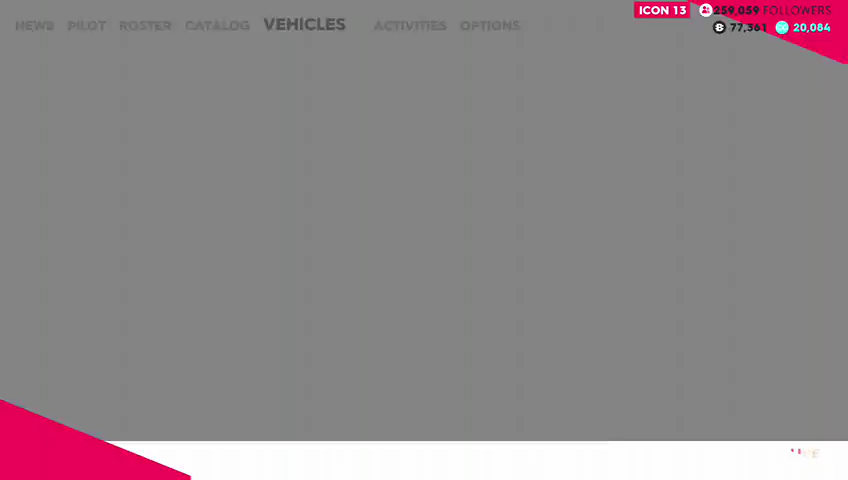 NEWS PILOT ROSTER CATALOG VEHICLES ACTIVITIES OPTIONS
ICON 13 259,059 FOLLOWERS
77,361 20,084